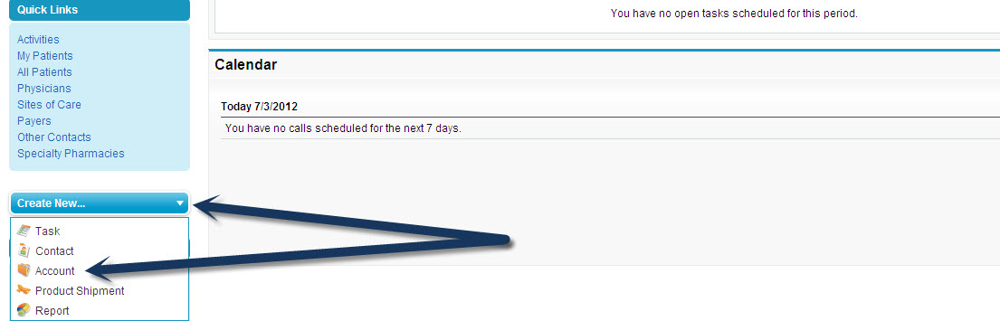 Quick Links
Activities
My Patients
All Patients
Physicians
Sites of Care
Payers
Other Contacts
Specialty Pharmacies
Create New...
Task
Contact
Account
Product Shipment
Report
You have no open tasks scheduled for this period.
Calendar
Today 7/3/2012
You have no calls scheduled for the next 7 days.